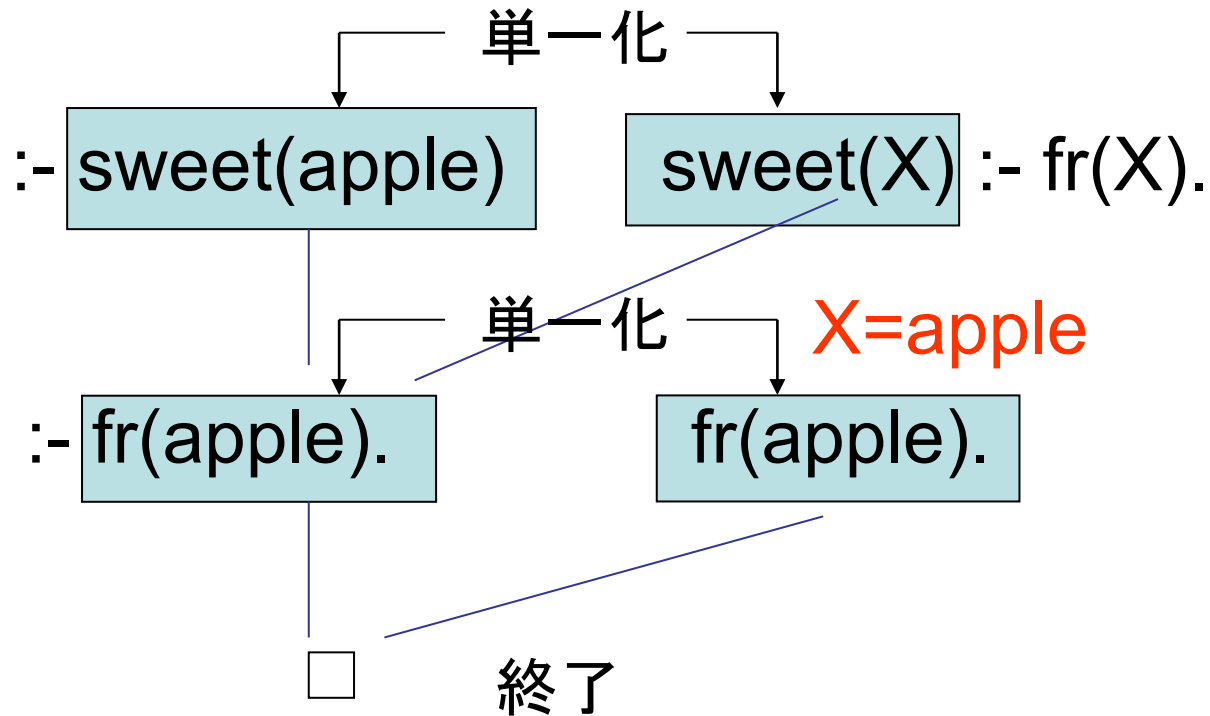 単一化
:- sweet(apple) sweet(X) :- fr(X).
単一化 X=apple
:- fr(apple). fr(apple).
終了